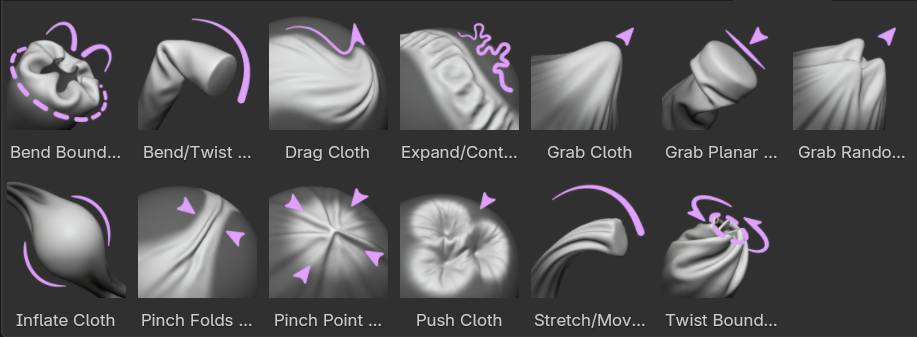 Bend Bound...
Bend/Twist ...
Drag Cloth
Expand/Cont...
Grab Cloth
Grab Planar ...
Grab Rando...
Inflate Cloth
Pinch Folds ...
Pinch Point ...
Push Cloth
Stretch/Mov...
Twist Bound...